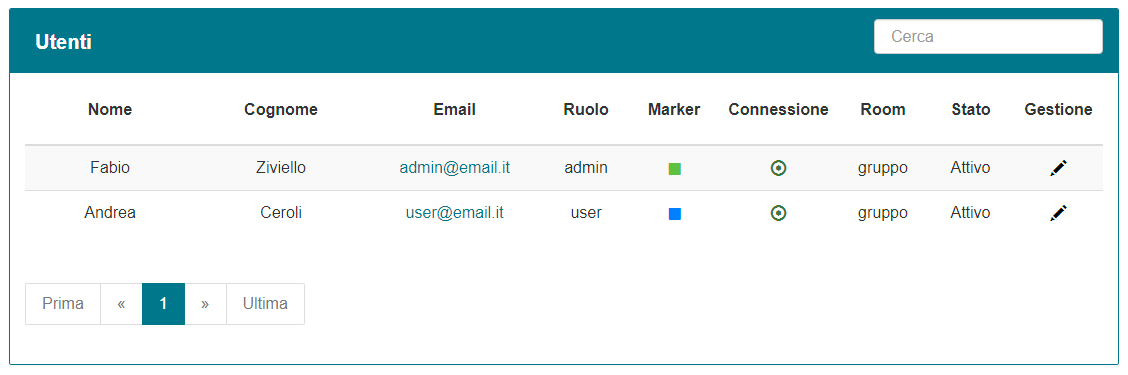 Utenti Cerca
Nome Cognome Email Ruolo Marker Connessione Room Stato Gestione
Fabio Ziviello admin@email.it admin gruppo Attivo
Andrea Ceroli user@email.it user gruppo Attivo
Prima « 1 » Ultima